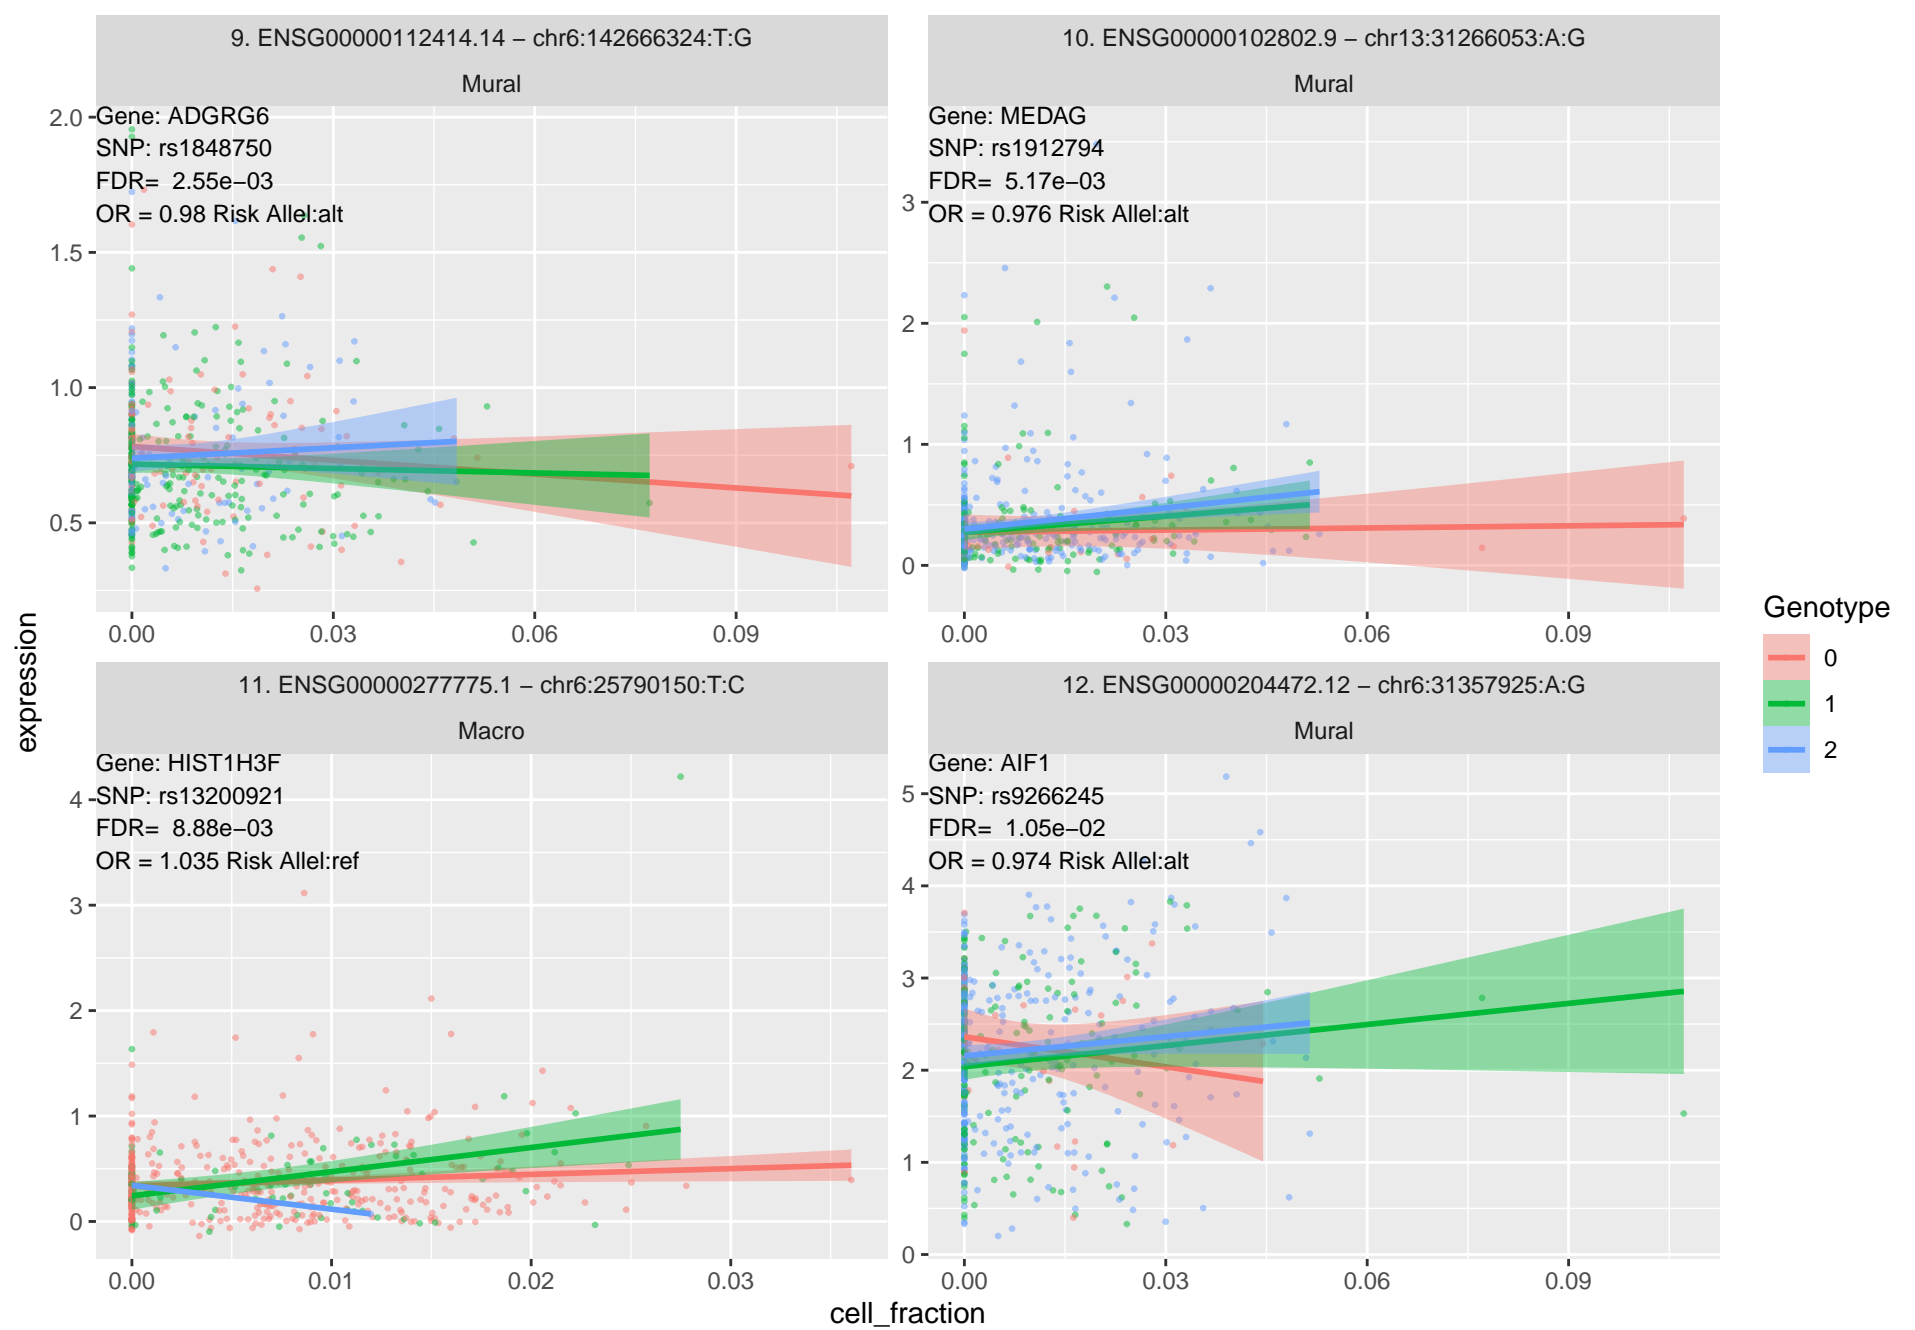 9. ENSG00000112414.14 – chr6:142666324:T:G
Mural
Gene: ADGRG6
SNP: rs1848750
FDR= 2.55e−03
OR = 0.98 Risk Allel:alt
2.0
1.5
1.0
0.5
0.00 0.03 0.06 0.09
10. ENSG00000102802.9 – chr13:31266053:A:G
Mural
Gene: MEDAG
SNP: rs1912794
FDR= 5.17e−03
OR = 0.976 Risk Allel:alt
3
2
1
0
0.00 0.03 0.06 0.09
11. ENSG00000277775.1 – chr6:25790150:T:C
Macro
Gene: HIST1H3F
SNP: rs13200921
FDR= 8.88e−03
OR = 1.035 Risk Allel:ref
4
3
2
1
0
0.00 0.01 0.02 0.03
12. ENSG00000204472.12 – chr6:31357925:A:G
Mural
Gene: AIF1
SNP: rs9266245
FDR= 1.05e−02
OR = 0.974 Risk Allel:alt
5
4
3
2
1
0
0.00 0.03 0.06 0.09
expression
cell_fraction
Genotype
0
1
2